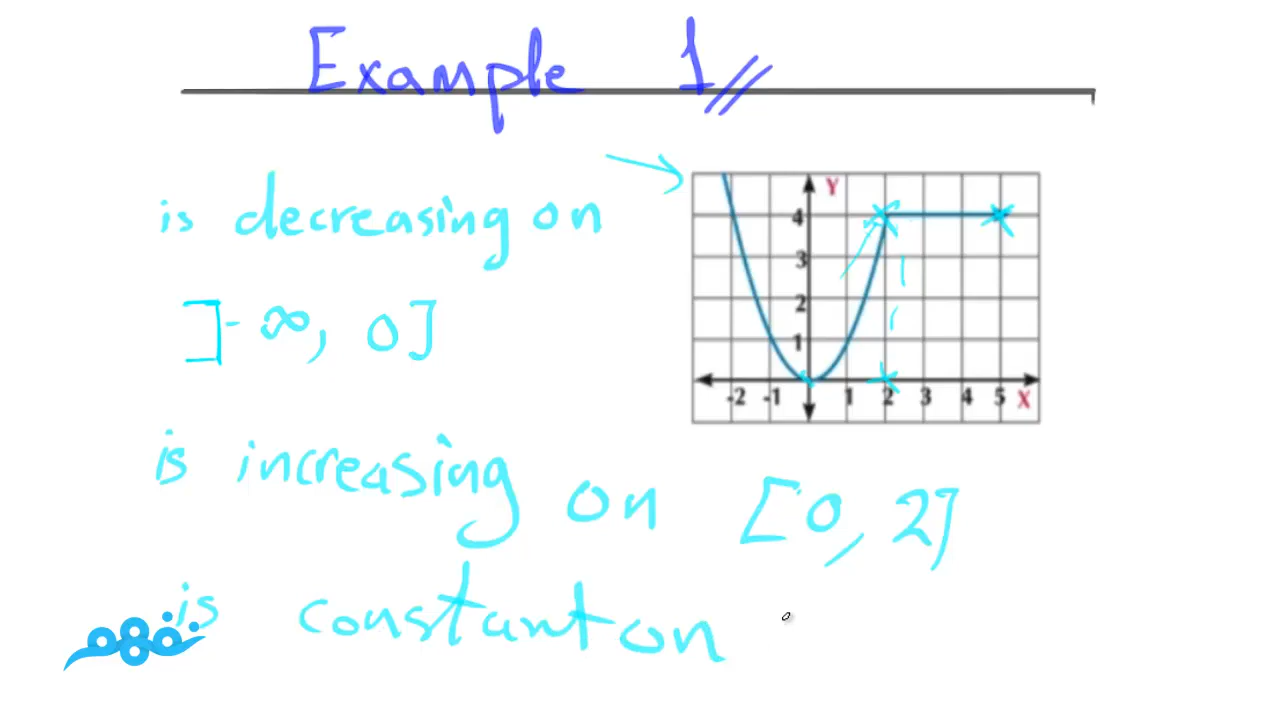 Example 1
is decreasing on
]-∞, 0]
is increasing on [0, 2]
is constant on
Y
4
3
2
1
-2 -1 1 2 3 4 5 X